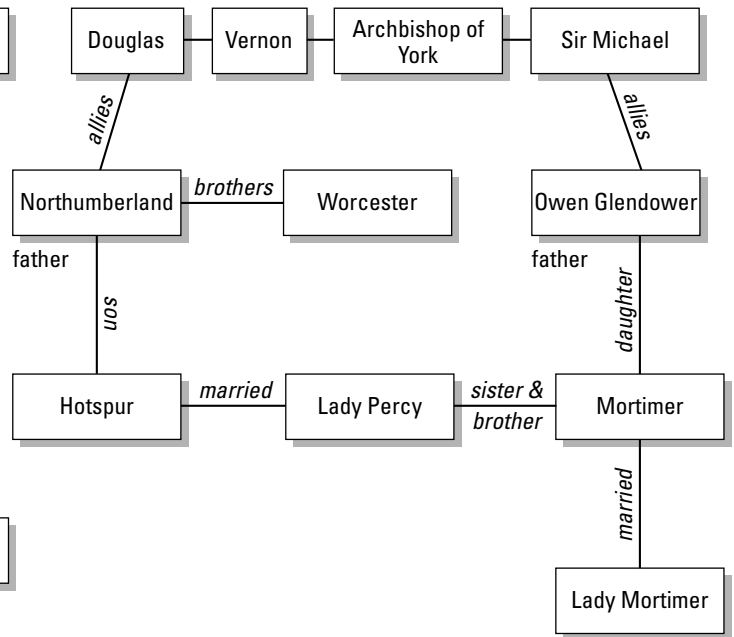 Douglas
Vernon
Archbishop of
York
Sir Michael
allies
allies
Northumberland
brothers
Worcester
Owen Glendower
father
father
son
daughter
Hotspur
married
Lady Percy
sister &
brother
Mortimer
married
Lady Mortimer